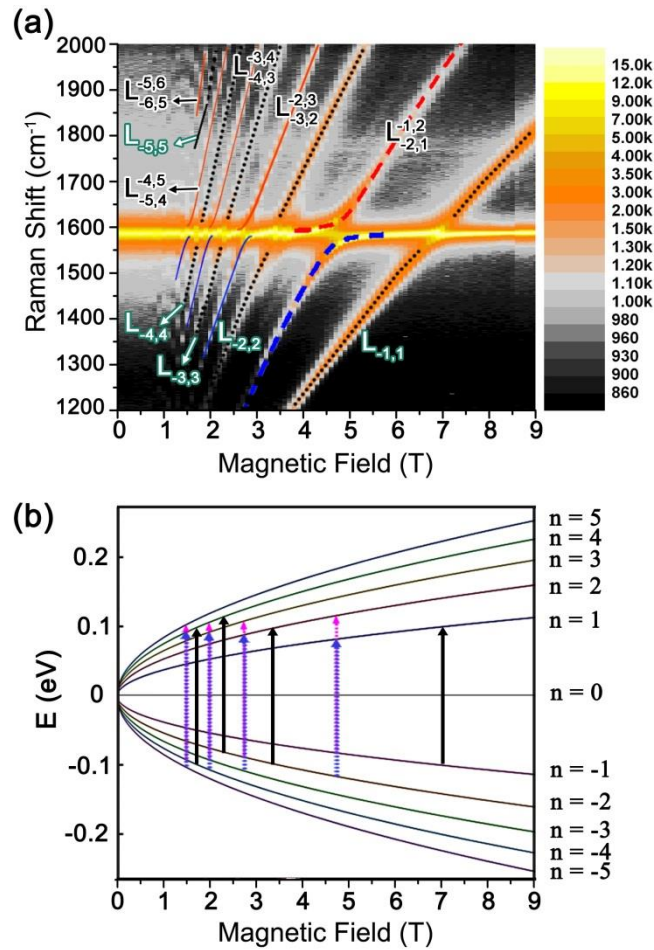 (a)
2000
1900
1800
1700
1600
1500
1400
1300
1200
Raman Shift (cm⁻¹)
L₋₆,₅⁻⁵,⁶
L₋₅,₅
L₋₅,₄⁻⁴,⁵
L₋₄,₃⁻³,⁴
L₋₃,₂⁻²,³
L₋₂,₁⁻¹,²
L₋₄,₄
L₋₃,₃
L₋₂,₂
L₋₁,₁
0 1 2 3 4 5 6 7 8 9
Magnetic Field (T)
15.0k
12.0k
9.00k
7.00k
6.00k
5.00k
4.00k
3.50k
3.00k
2.00k
1.50k
1.30k
1.20k
1.10k
1.00k
980
960
930
900
860
(b)
0.2
0.1
0
-0.1
-0.2
E (eV)
n = 5
n = 4
n = 3
n = 2
n = 1
n = 0
n = -1
n = -2
n = -3
n = -4
n = -5
0 1 2 3 4 5 6 7 8 9
Magnetic Field (T)